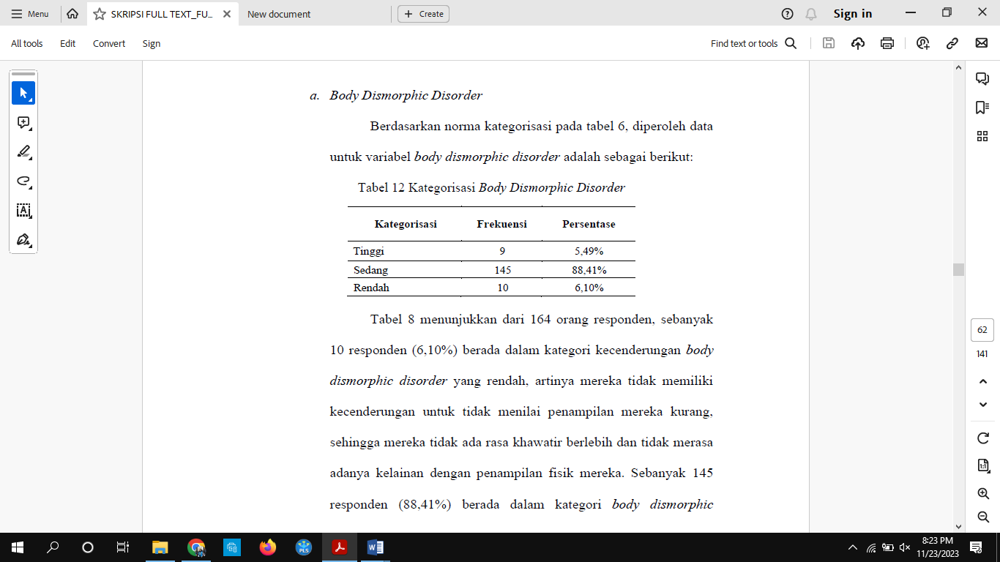 Menu
SKRIPSI FULL TEXT_FU...
New document
Create
Sign in
All tools Edit Convert Sign
Find text or tools
a. Body Dismorphic Disorder
Berdasarkan norma kategorisasi pada tabel 6, diperoleh data
untuk variabel body dismorphic disorder adalah sebagai berikut:
Tabel 12 Kategorisasi Body Dismorphic Disorder
Kategorisasi Frekuensi Persentase
Tinggi 9 5,49%
Sedang 145 88,41%
Rendah 10 6,10%
Tabel 8 menunjukkan dari 164 orang responden, sebanyak
10 responden (6,10%) berada dalam kategori kecenderungan body
dismorphic disorder yang rendah, artinya mereka tidak memiliki
kecenderungan untuk tidak menilai penampilan mereka kurang,
sehingga mereka tidak ada rasa khawatir berlebih dan tidak merasa
adanya kelainan dengan penampilan fisik mereka. Sebanyak 145
responden (88,41%) berada dalam kategori body dismorphic
62
141
1:1
PLS
8:23 PM
11/23/2023